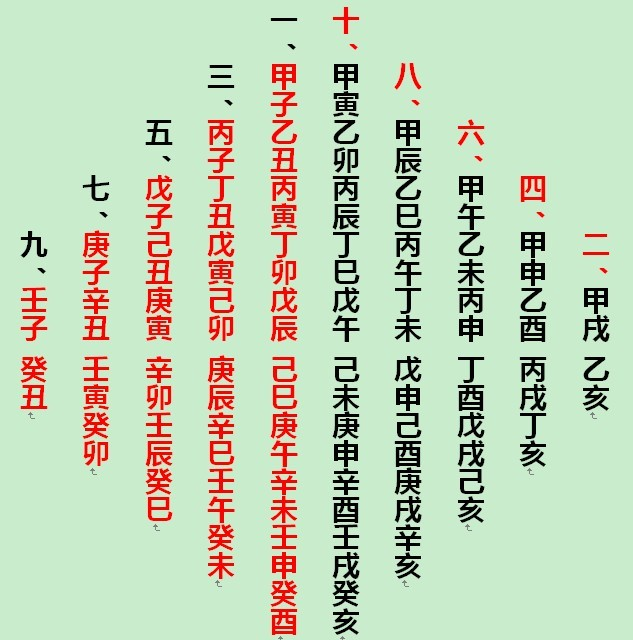 二、甲戌 乙亥
四、甲申乙酉 丙戌丁亥
六、甲午乙未丙申 丁酉戊戌己亥
八、甲辰乙巳丙午丁未 戊申己酉庚戌辛亥
十、甲寅乙卯丙辰丁巳戊午 己未庚申辛酉壬戌癸亥
一、甲子乙丑丙寅丁卯戊辰 己巳庚午辛未壬申癸酉
三、丙子丁丑戊寅己卯 庚辰辛巳壬午癸未
五、戊子己丑庚寅 辛卯壬辰癸巳
七、庚子辛丑 壬寅癸卯
九、壬子 癸丑